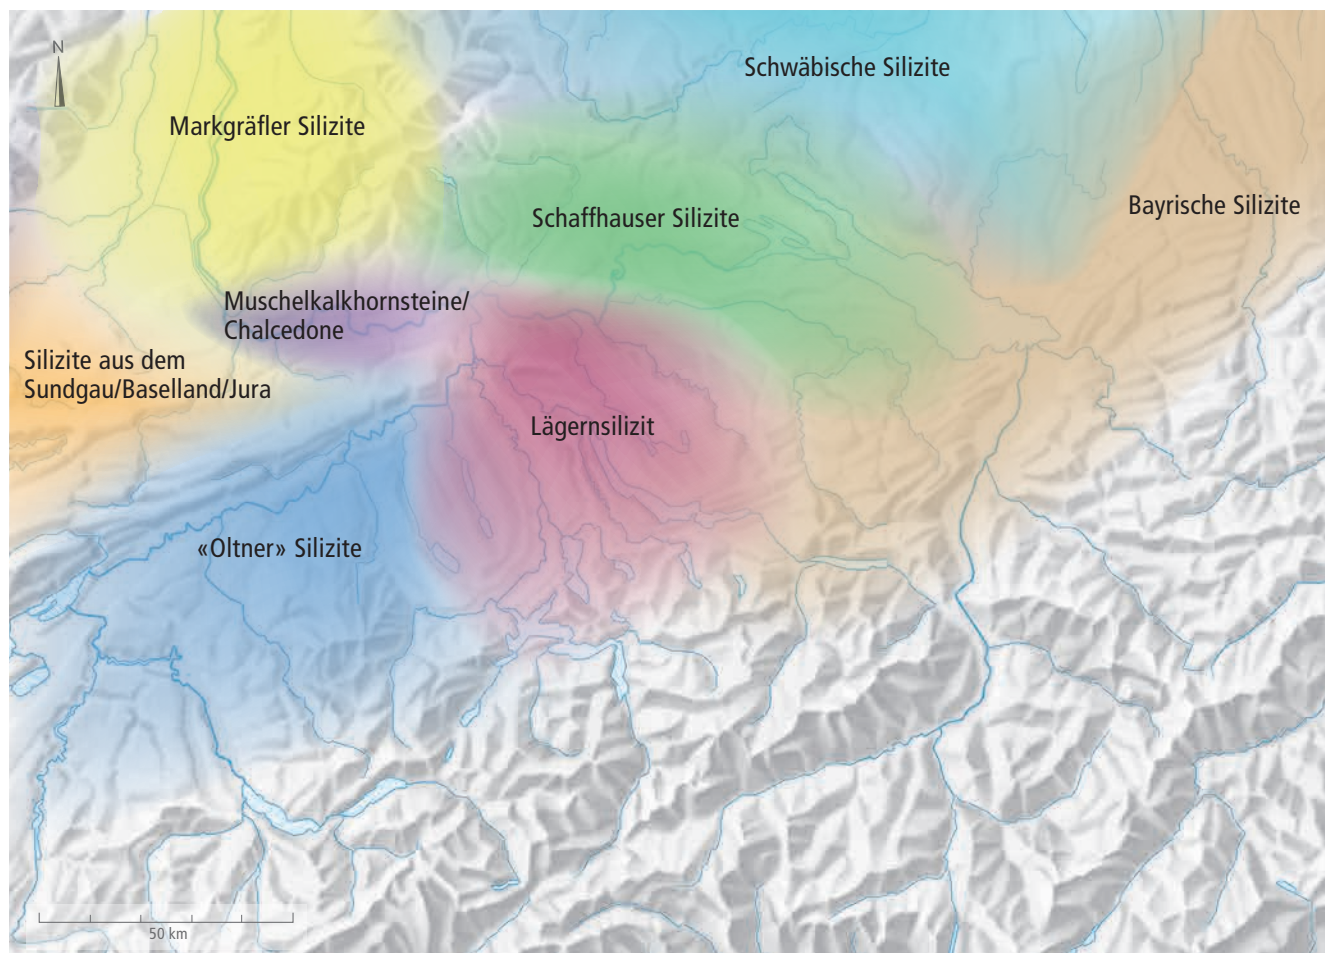 N
Schwäbische Silizite
Markgräfler Silizite
Bayrische Silizite
Schaffhauser Silizite
Muschelkalkhornsteine/
Chalcedone
Silizite aus dem
Sundgau/Baselland/Jura
Lägernsilizit
«Oltner» Silizite
50 km